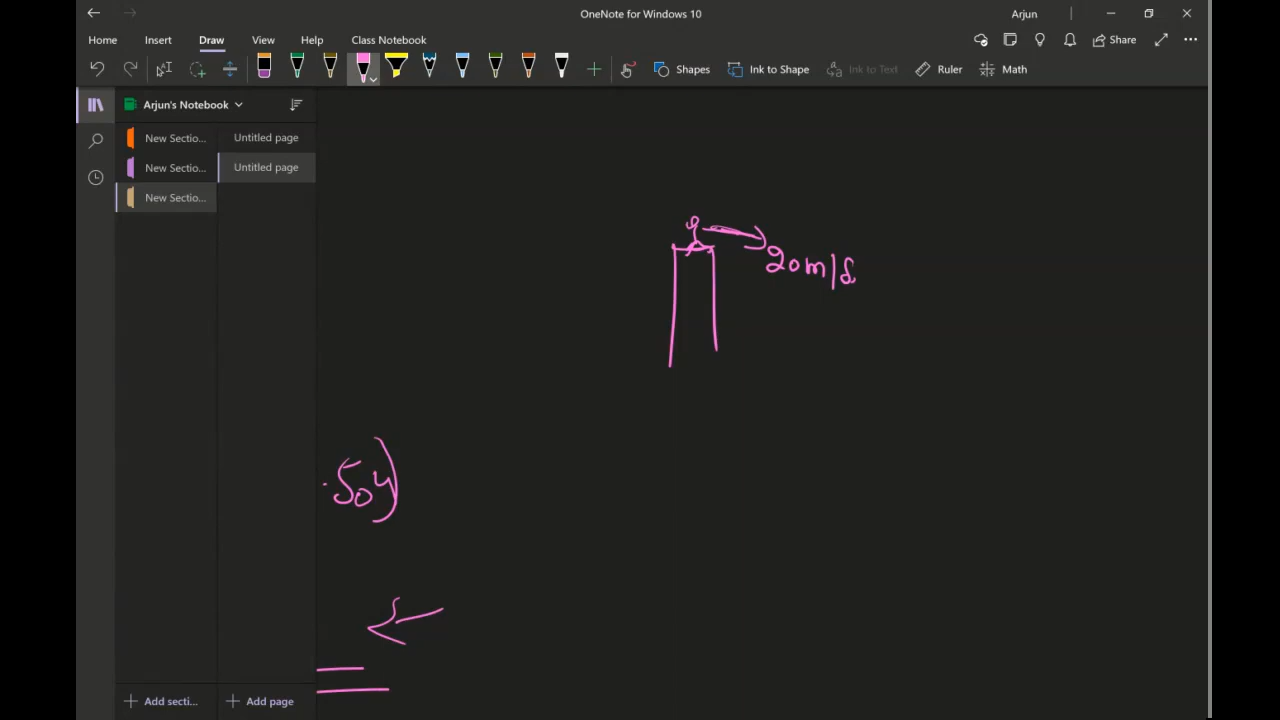 OneNote for Windows 10
Arjun
Home Insert Draw View Help Class Notebook
Share
Shapes
Ink to Shape
Ink to Text
Ruler
Math
Arjun's Notebook
New Sectio...
Untitled page
New Sectio...
Untitled page
New Sectio...
20m/s
.504)
Add secti...
Add page